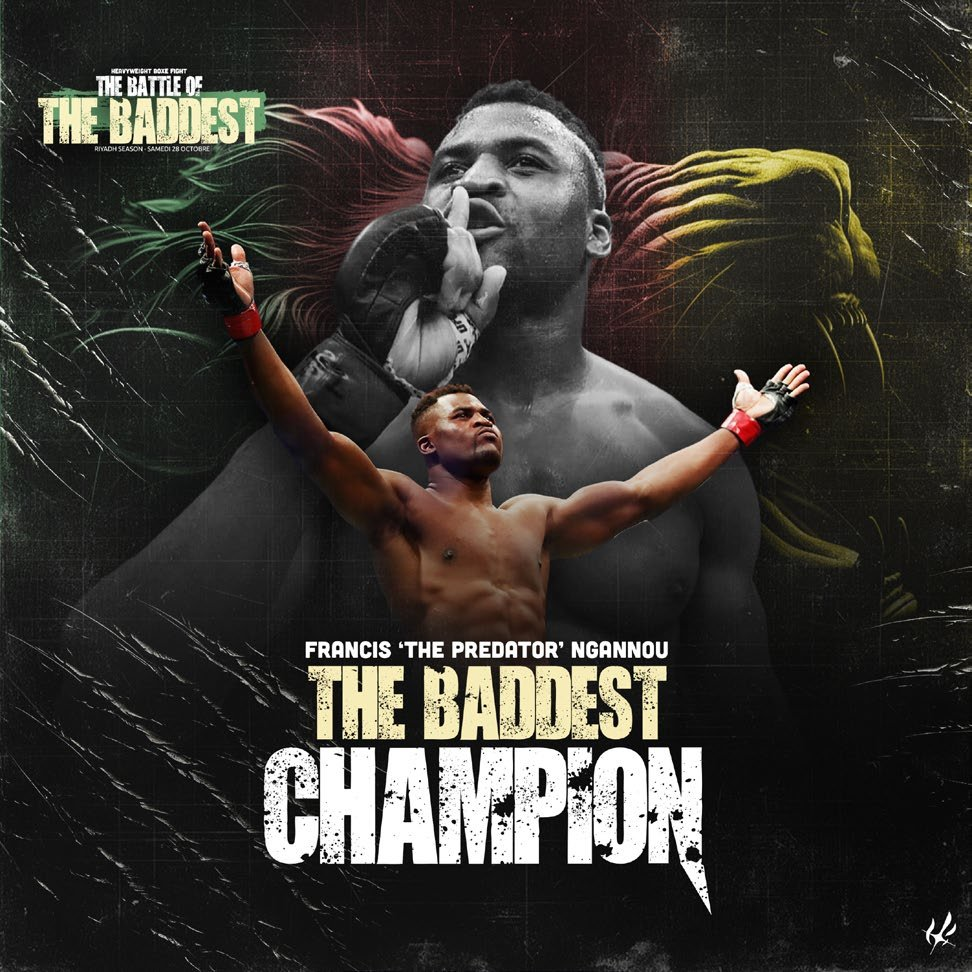 HEAVYWEIGHT BOXE FIGHT
THE BATTLE OF
THE BADDEST
RIYADH SEASON - SAMEDI 28 OCTOBRE
FRANCIS ‘THE PREDATOR’ NGANNOU
THE BADDEST
CHAMPION